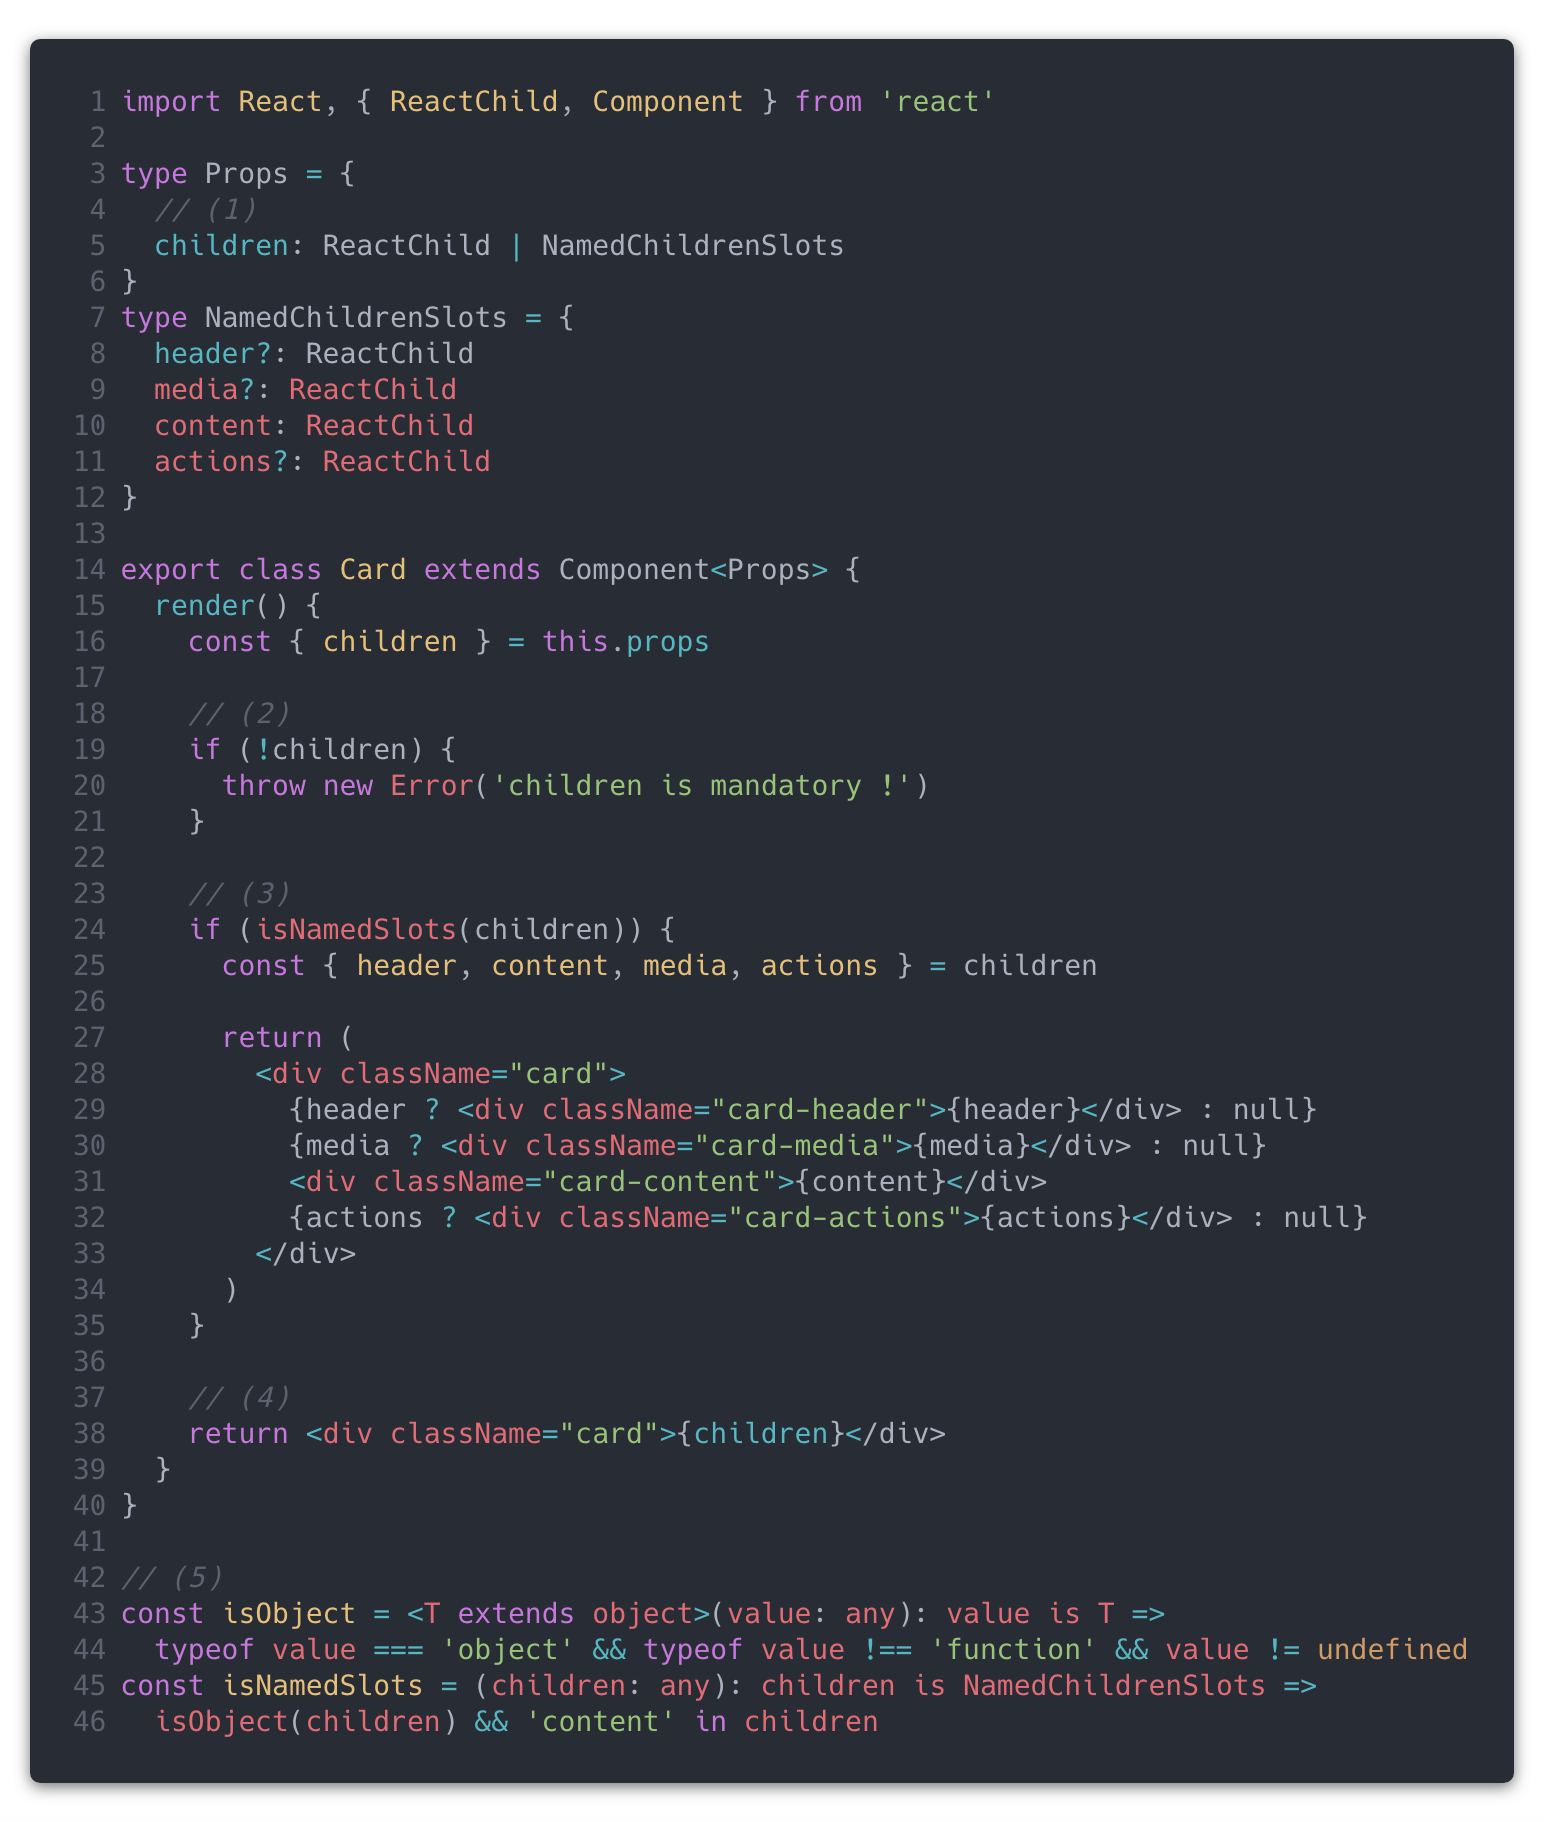 1 import React, { ReactChild, Component } from 'react'
2
3 type Props = {
4   // (1)
5   children: ReactChild | NamedChildrenSlots
6 }
7 type NamedChildrenSlots = {
8   header?: ReactChild
9   media?: ReactChild
10   content: ReactChild
11   actions?: ReactChild
12 }
13
14 export class Card extends Component<Props> {
15   render() {
16     const { children } = this.props
17
18     // (2)
19     if (!children) {
20       throw new Error('children is mandatory !')
21     }
22
23     // (3)
24     if (isNamedSlots(children)) {
25       const { header, content, media, actions } = children
26
27       return (
28         <div className="card">
29           {header ? <div className="card-header">{header}</div> : null}
30           {media ? <div className="card-media">{media}</div> : null}
31           <div className="card-content">{content}</div>
32           {actions ? <div className="card-actions">{actions}</div> : null}
33         </div>
34       )
35     }
36
37     // (4)
38     return <div className="card">{children}</div>
39   }
40 }
41
42 // (5)
43 const isObject = <T extends object>(value: any): value is T =>
44   typeof value === 'object' && typeof value !== 'function' && value != undefined
45 const isNamedSlots = (children: any): children is NamedChildrenSlots =>
46   isObject(children) && 'content' in children